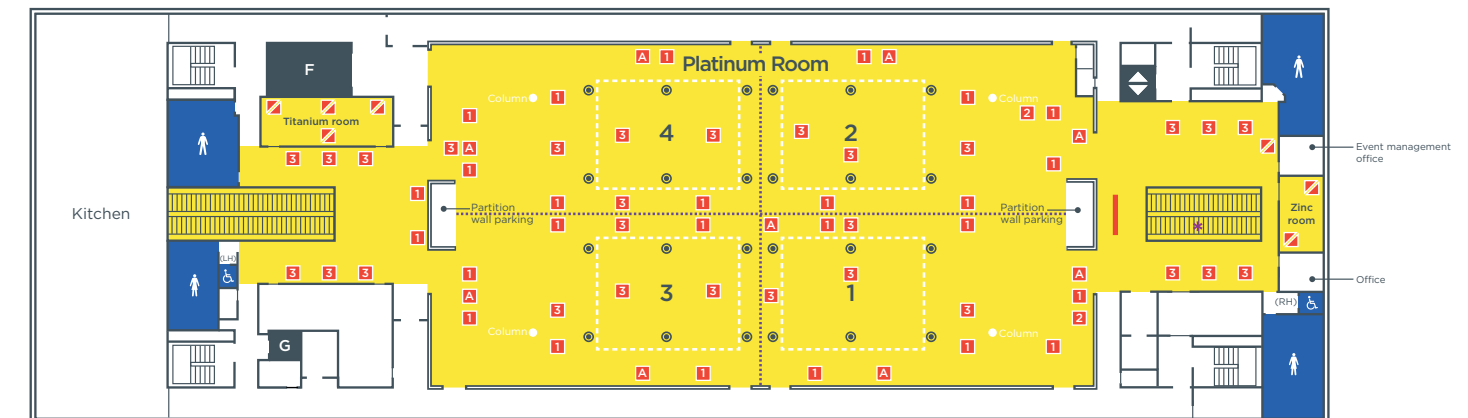 F
A 1
1 A
Platinum Room
Column
1
1
Column
1
1
2 1
Titanium room
3 3 3
3 4 3
3 2
3
A
3 3 3
3 A
3
3
1
1
Event management
office
Kitchen
1
1
Partition
wall parking
1 3 1
1 3 1
1
A 1 3
1
1
Partition
wall parking
*
Zinc
room
(LH)
3 3 3
1
A
1
3 3 3
3 1
3
A
1
2
3 3 3
Office
(RH)
3
3
Column
1
G
Column
1
1
A 1
1 A